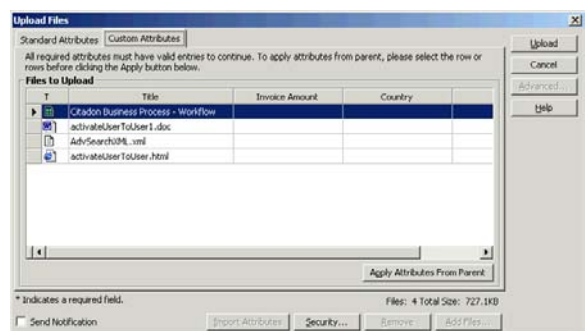 Upload Files
Standard Attributes Custom Attributes
All required attributes must have valid entries to continue. To apply attributes from parent, please select the row or
rows before clicking the Apply button below.
Files to Upload
T Title Invoice Amount Country
Citadon Business Process - Workflow
activateUserToUser1.doc
AdvSearchXML.xml
activateUserToUser.html
Apply Attributes From Parent
* Indicates a required field.
Files: 4 Total Size: 727.1KB
Send Notification
Import Attributes Security... Remove Add Files...
Upload
Cancel
Advanced...
Help